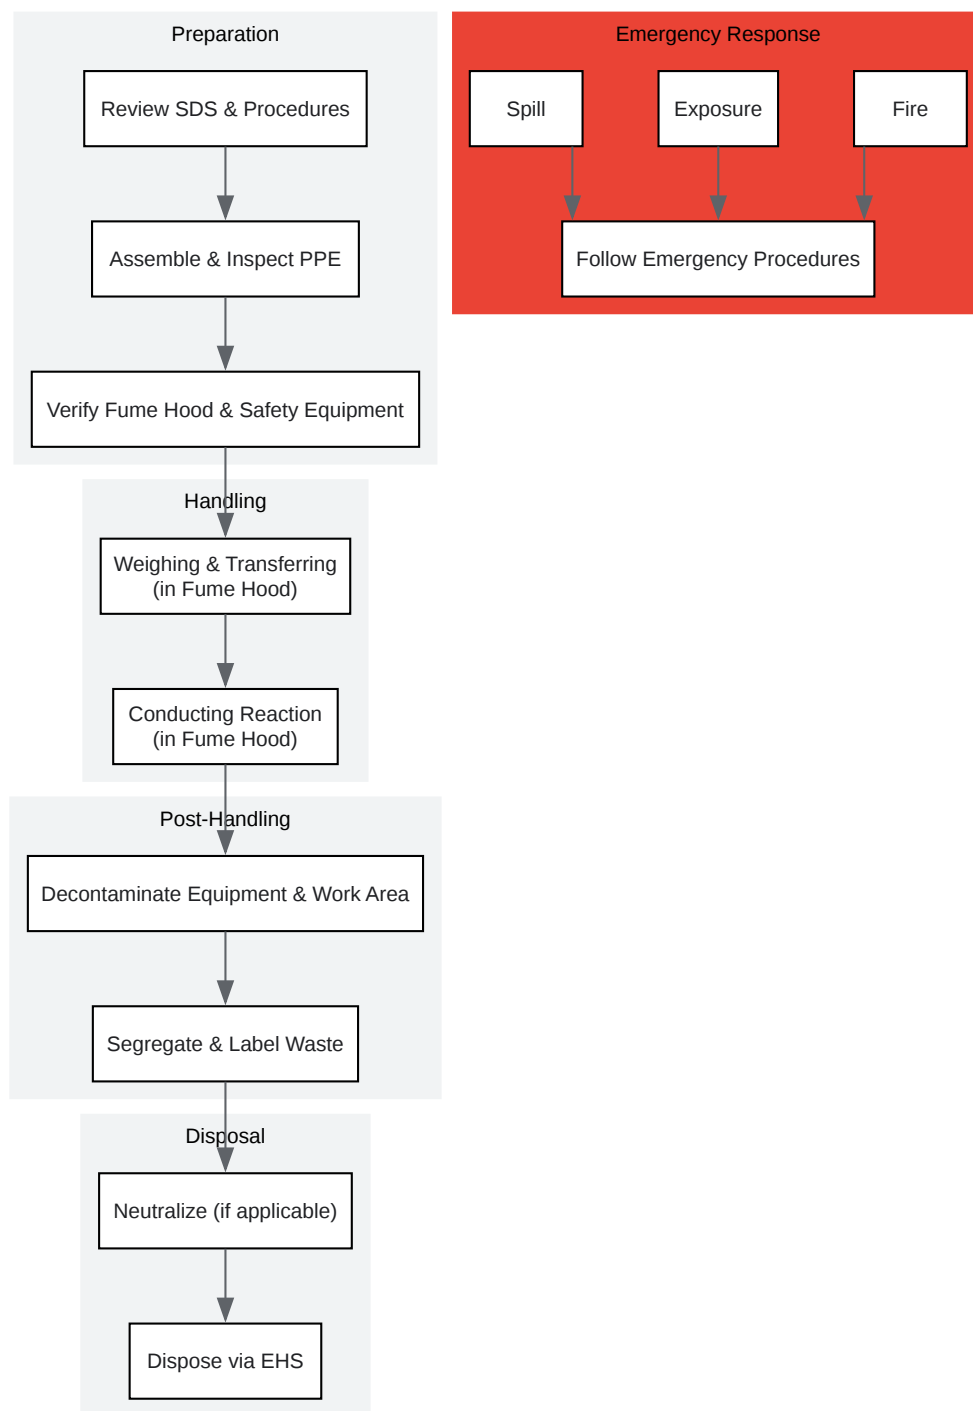 Preparation
Review SDS & Procedures
Assemble & Inspect PPE
Verify Fume Hood & Safety Equipment
Handling
Weighing & Transferring
(in Fume Hood)
Conducting Reaction
(in Fume Hood)
Post-Handling
Decontaminate Equipment & Work Area
Segregate & Label Waste
Disposal
Neutralize (if applicable)
Dispose via EHS
Emergency Response
Spill
Exposure
Fire
Follow Emergency Procedures